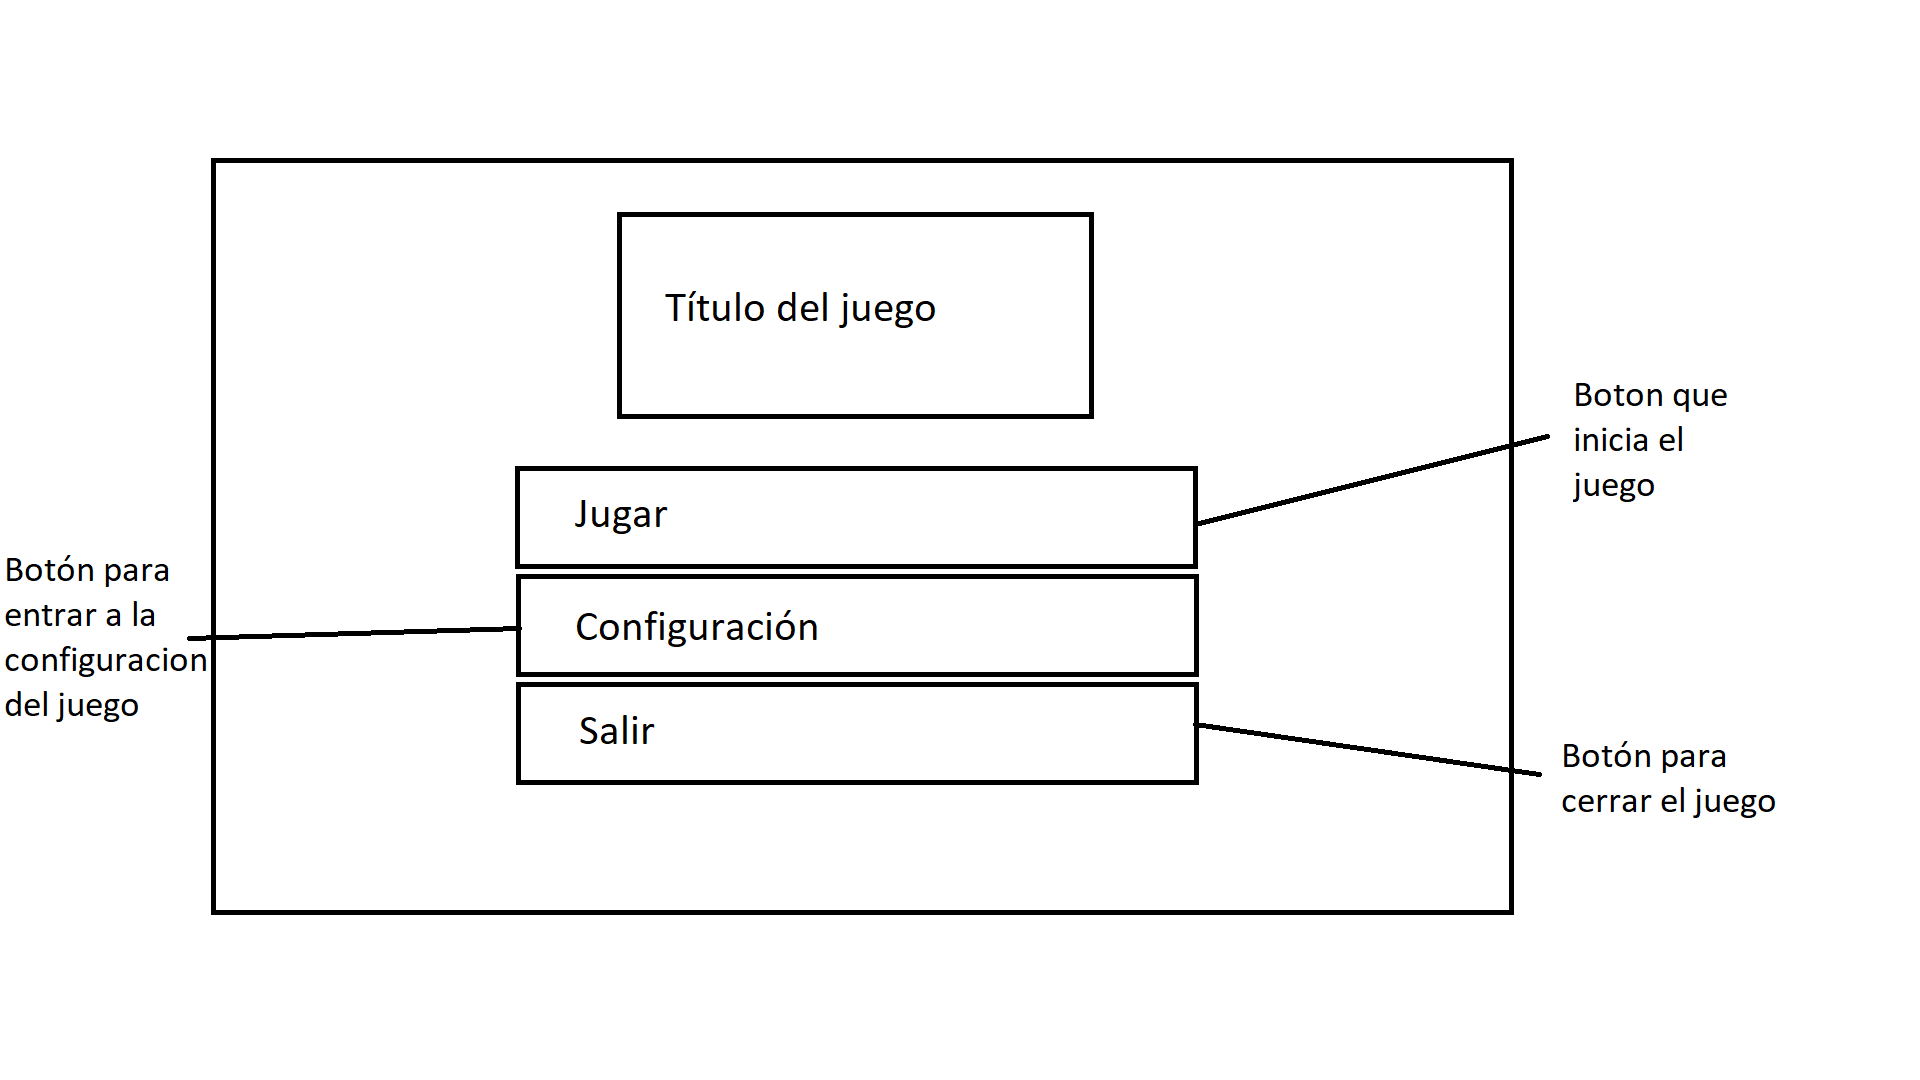 Título del juego
Boton que
inicia el
juego
Jugar
Botón para
entrar a la
configuracion
del juego
Configuración
Salir
Botón para
cerrar el juego